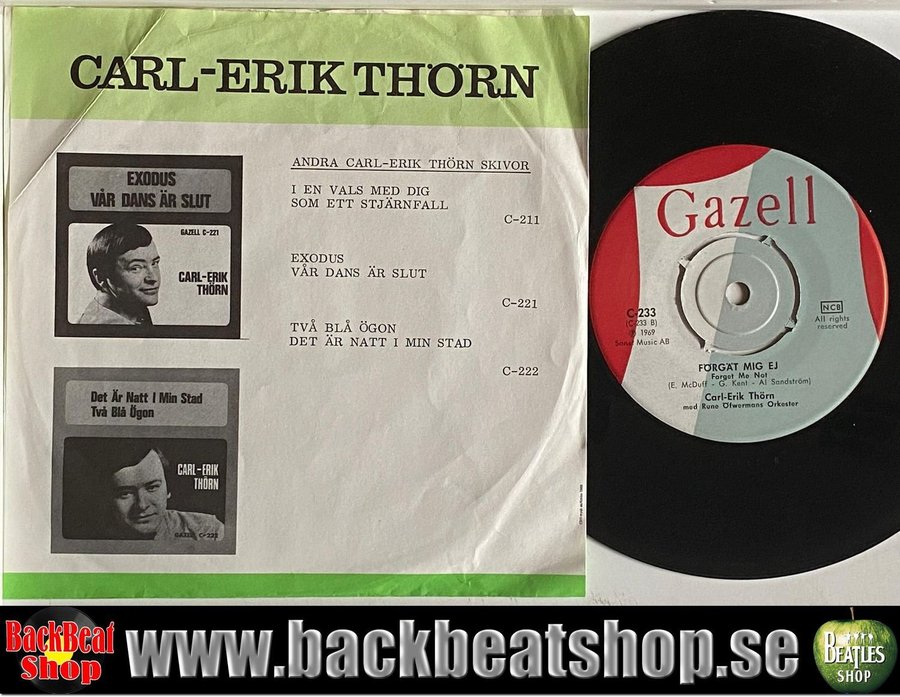 CARL-ERIK THÖRN
EXODUS
VÅR DANS ÄR SLUT
GAZELL C-221
CARL-ERIK
THÖRN
ANDRA CARL-ERIK THÖRN SKIVOR
I EN VALS MED DIG
SOM ETT STJÄRNFALL
C-211
EXODUS
VÅR DANS ÄR SLUT
C-221
TVÅ BLÅ ÖGON
DET ÄR NATT I MIN STAD
C-222
Det Är Natt I Min Stad
Två Blå Ögon
CARL-ERIK
THÖRN
GAZELL C-222
Gazell
C-233
(C-233 B)
Ⓟ 1969
Sonet Music AB
NCB
All rights
reserved
FÖRGÄT MIG EJ
Forget Me Not
(E. McDuff - G. Kent - Al Sandström)
Carl-Erik Thörn
med Rune Öfwermans Orkester
BackBeat
Shop
www.backbeatshop.se
BEATLES
SHOP